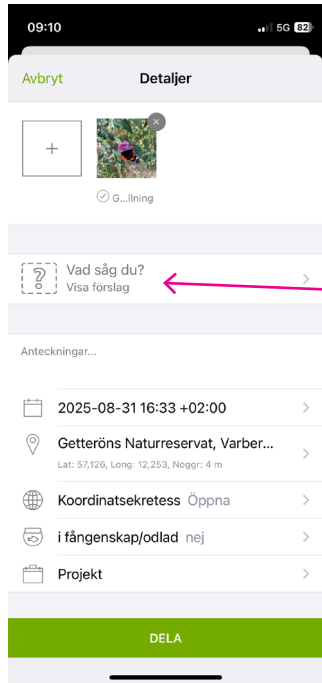 09:10
5G 82
Avbryt Detaljer
G...llning
Vad såg du?
Visa förslag
Anteckningar...
2025-08-31 16:33 +02:00
Getteröns Naturreservat, Varber...
Lat: 57,126, Long: 12,253, Noggr: 4 m
Koordinatsekretess Öppna
i fångenskap/odlad nej
Projekt
DELA